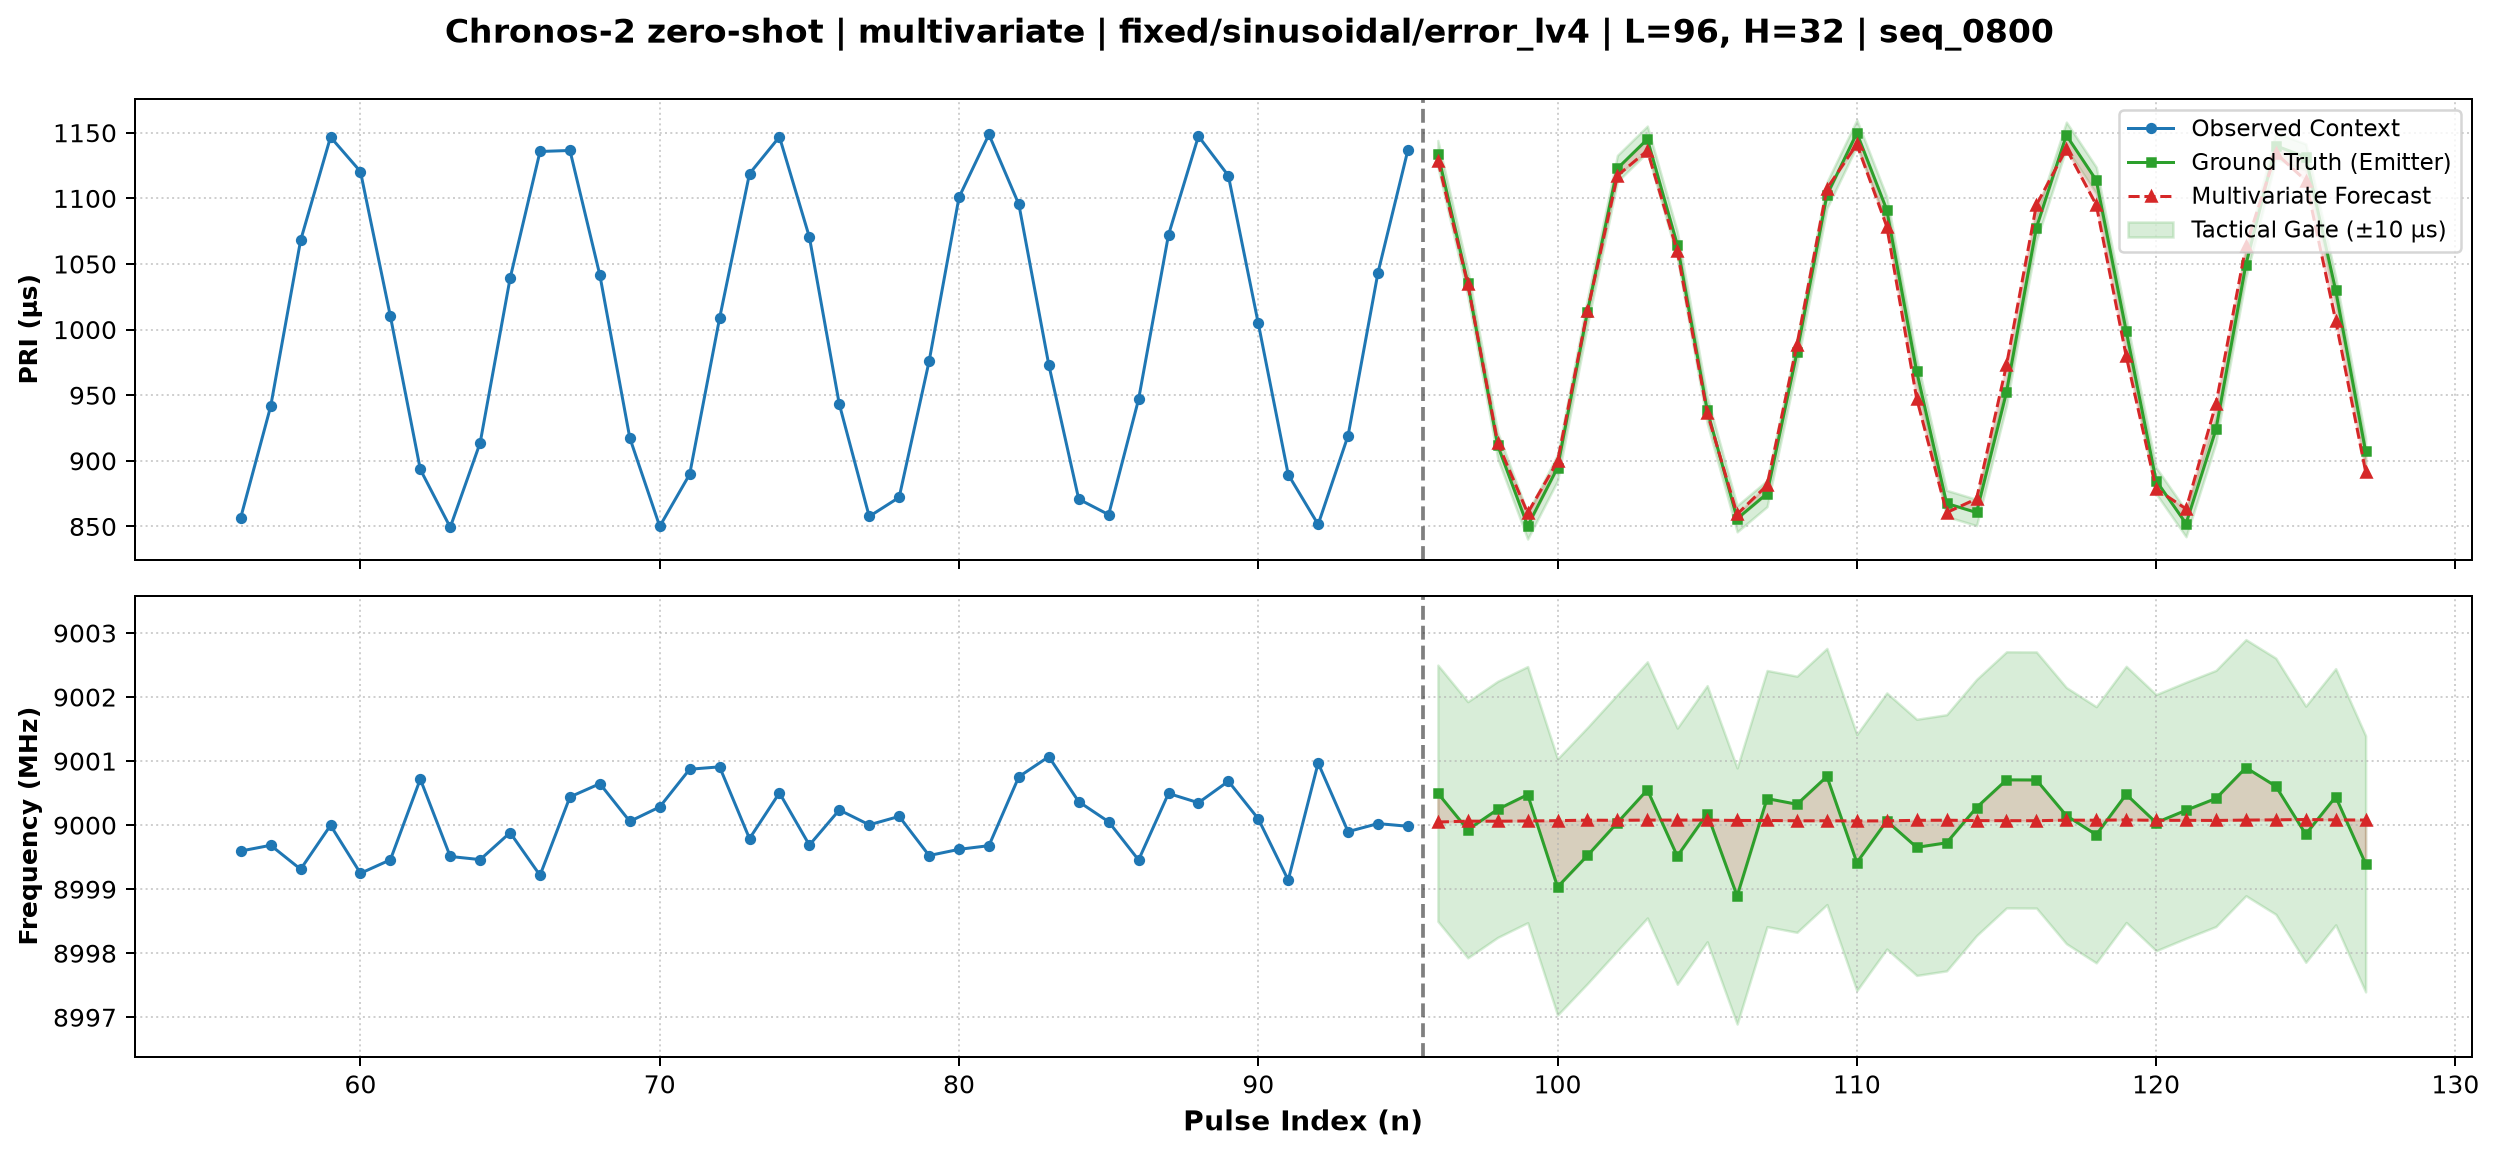 Chronos-2 zero-shot | multivariate | fixed/sinusoidal/error_lv4 | L=96, H=32 | seq_0800
PRI (µs)
1150
1100
1050
1000
950
900
850
Observed Context
Ground Truth (Emitter)
Multivariate Forecast
Tactical Gate (±10 µs)
Frequency (MHz)
9003
9002
9001
9000
8999
8998
8997
60 70 80 90 100 110 120 130
Pulse Index (n)